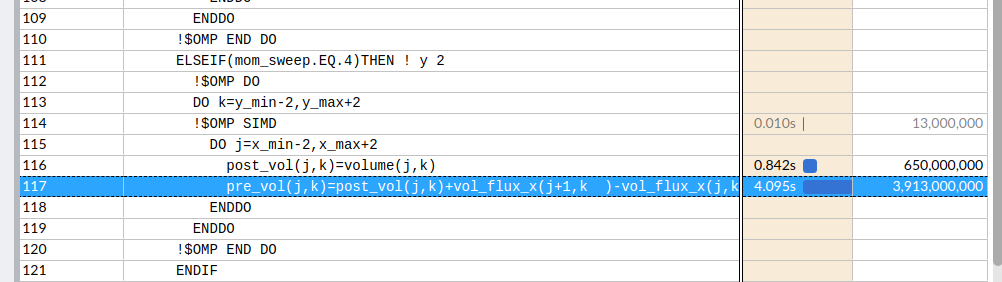 109 ENDDO
110 !$OMP END DO
111 ELSEIF(mom_sweep.EQ.4)THEN ! y 2
112 !$OMP DO
113 DO k=y_min-2,y_max+2
114 !$OMP SIMD 0.010s 13,000,000
115 DO j=x_min-2,x_max+2
116 post_vol(j,k)=volume(j,k) 0.842s 650,000,000
117 pre_vol(j,k)=post_vol(j,k)+vol_flux_x(j+1,k  )-vol_flux_x(j,k 4.095s 3,913,000,000
118 ENDDO
119 ENDDO
120 !$OMP END DO
121 ENDIF